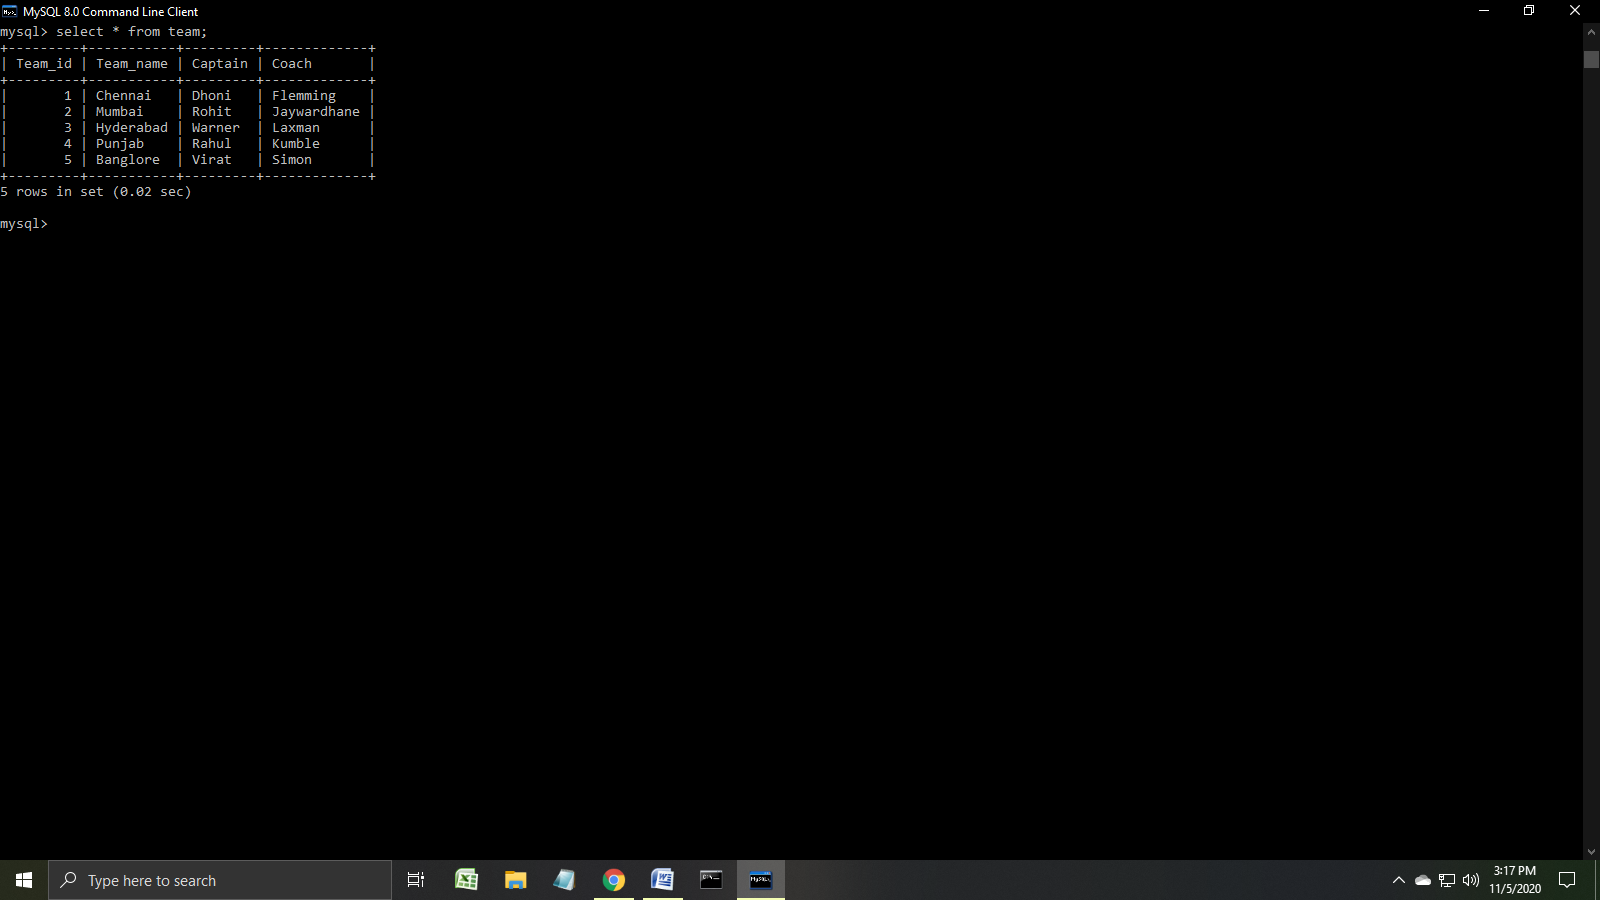 MySQL 8.0 Command Line Client
mysql> select * from team;
+---------+-----------+---------+-------------+
| Team_id | Team_name | Captain | Coach       |
+---------+-----------+---------+-------------+
|       1 | Chennai   | Dhoni   | Flemming    |
|       2 | Mumbai    | Rohit   | Jaywardhane |
|       3 | Hyderabad | Warner  | Laxman      |
|       4 | Punjab    | Rahul   | Kumble      |
|       5 | Banglore  | Virat   | Simon       |
+---------+-----------+---------+-------------+
5 rows in set (0.02 sec)
mysql>
Type here to search
3:17 PM
11/5/2020